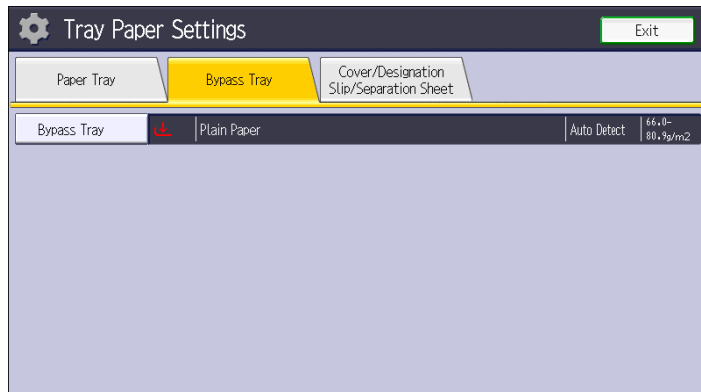 Tray Paper Settings
Exit
Paper Tray
Bypass Tray
Cover/Designation
Slip/Separation Sheet
Bypass Tray
Plain Paper
Auto Detect
66.0-
80.9g/m2